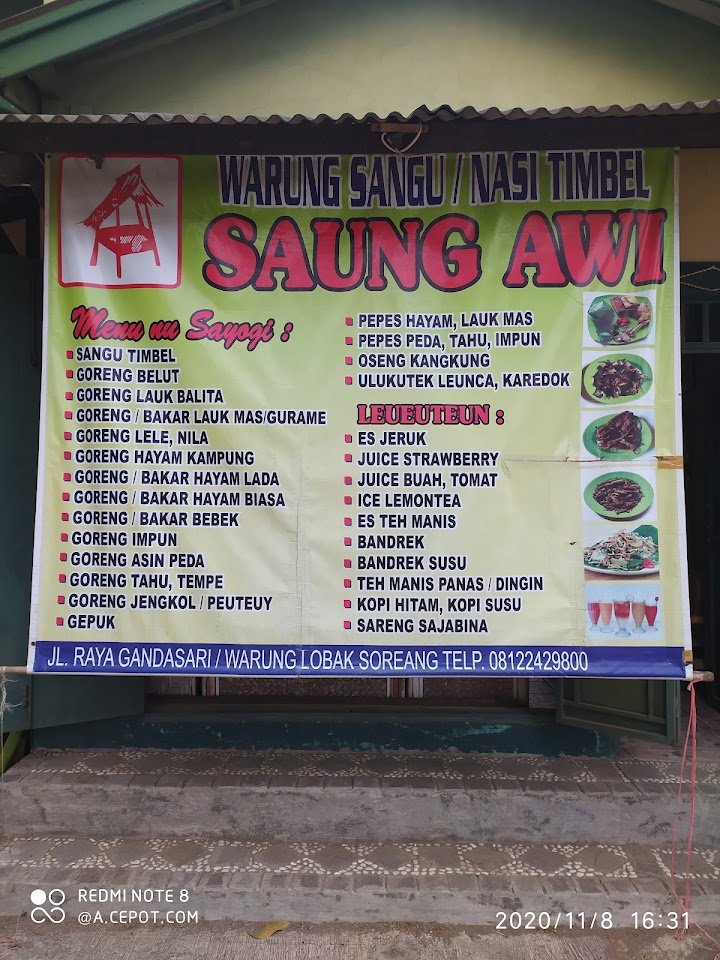 WARUNG SANGU / NASI TIMBEL
SAUNG AWI
Menu nu Sayogi :
SANGU TIMBEL
GORENG BELUT
GORENG LAUK BALITA
GORENG / BAKAR LAUK MAS/GURAME
GORENG LELE, NILA
GORENG HAYAM KAMPUNG
GORENG / BAKAR HAYAM LADA
GORENG / BAKAR HAYAM BIASA
GORENG / BAKAR BEBEK
GORENG IMPUN
GORENG ASIN PEDA
GORENG TAHU, TEMPE
GORENG JENGKOL / PEUTEUY
GEPUK
PEPES HAYAM, LAUK MAS
PEPES PEDA, TAHU, IMPUN
OSENG KANGKUNG
ULUKUTEK LEUNCA, KAREDOK
LEUEUTEUN :
ES JERUK
JUICE STRAWBERRY
JUICE BUAH, TOMAT
ICE LEMONTEA
ES TEH MANIS
BANDREK
BANDREK SUSU
TEH MANIS PANAS / DINGIN
KOPI HITAM, KOPI SUSU
SARENG SAJABINA
JL. RAYA GANDASARI / WARUNG LOBAK SOREANG TELP. 08122429800
REDMI NOTE 8
@A.CEPOT.COM
2020/11/8 16:31